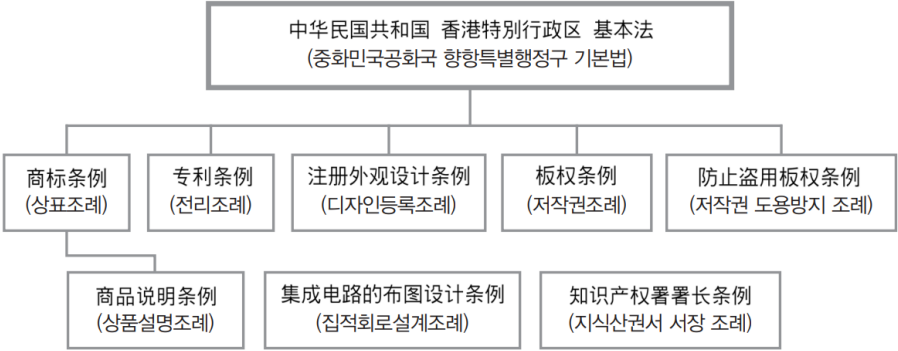 中华民国共和国 香港特別行政区 基本法
(중화민국공화국 향항특별행정구 기본법)
商标条例
(상표조례)
专利条例
(전리조례)
注册外观设计条例
(디자인등록조례)
板权条例
(저작권조례)
防止盗用板权条例
(저작권 도용방지 조례)
商品说明条例
(상품설명조례)
集成电路的布图设计条例
(집적회로설계조례)
知识产权署署长条例
(지식산권서 서장 조례)